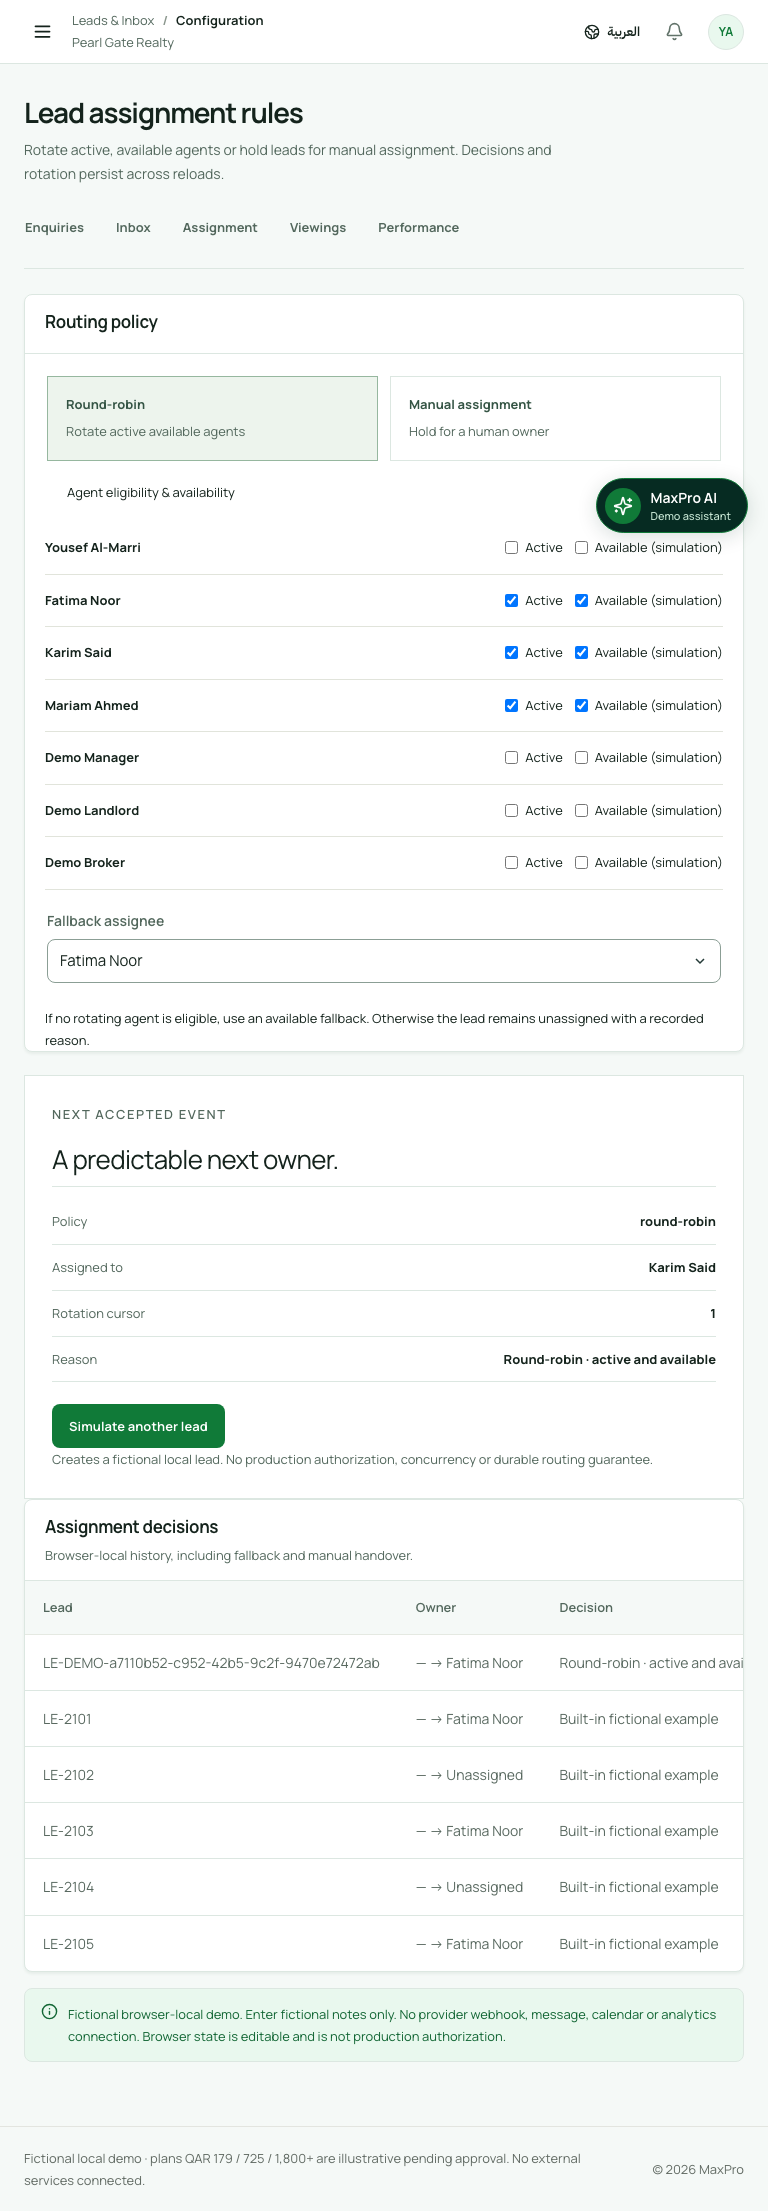 Leads & Inbox / Configuration
Pearl Gate Realty
العربية
YA
Lead assignment rules
Rotate active, available agents or hold leads for manual assignment. Decisions and
rotation persist across reloads.
Enquiries Inbox Assignment Viewings Performance
Routing policy
Round-robin
Rotate active available agents
Manual assignment
Hold for a human owner
Agent eligibility & availability
MaxPro AI
Demo assistant
Yousef Al-Marri Active Available (simulation)
Fatima Noor Active Available (simulation)
Karim Said Active Available (simulation)
Mariam Ahmed Active Available (simulation)
Demo Manager Active Available (simulation)
Demo Landlord Active Available (simulation)
Demo Broker Active Available (simulation)
Fallback assignee
Fatima Noor
If no rotating agent is eligible, use an available fallback. Otherwise the lead remains unassigned with a recorded
reason.
NEXT ACCEPTED EVENT
A predictable next owner.
Policy round-robin
Assigned to Karim Said
Rotation cursor 1
Reason Round-robin · active and available
Simulate another lead
Creates a fictional local lead. No production authorization, concurrency or durable routing guarantee.
Assignment decisions
Browser-local history, including fallback and manual handover.
Lead Owner Decision
LE-DEMO-a7110b52-c952-42b5-9c2f-9470e72472ab — → Fatima Noor Round-robin · active and avai
LE-2101 — → Fatima Noor Built-in fictional example
LE-2102 — → Unassigned Built-in fictional example
LE-2103 — → Fatima Noor Built-in fictional example
LE-2104 — → Unassigned Built-in fictional example
LE-2105 — → Fatima Noor Built-in fictional example
Fictional browser-local demo. Enter fictional notes only. No provider webhook, message, calendar or analytics
connection. Browser state is editable and is not production authorization.
Fictional local demo · plans QAR 179 / 725 / 1,800+ are illustrative pending approval. No external
services connected.
© 2026 MaxPro